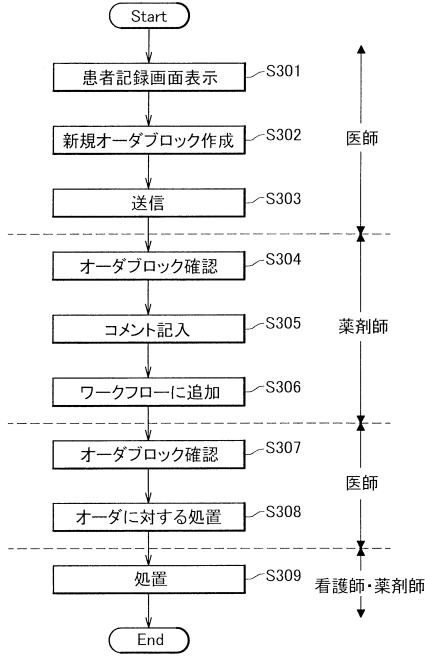 Start
患者記録画面表示 S301
新規オーダブロック作成 S302
医師
送信 S303
オーダブロック確認 S304
コメント記入 S305
薬剤師
ワークフローに追加 S306
オーダブロック確認 S307
医師
オーダに対する処置 S308
処置 S309
看護師・薬剤師
End